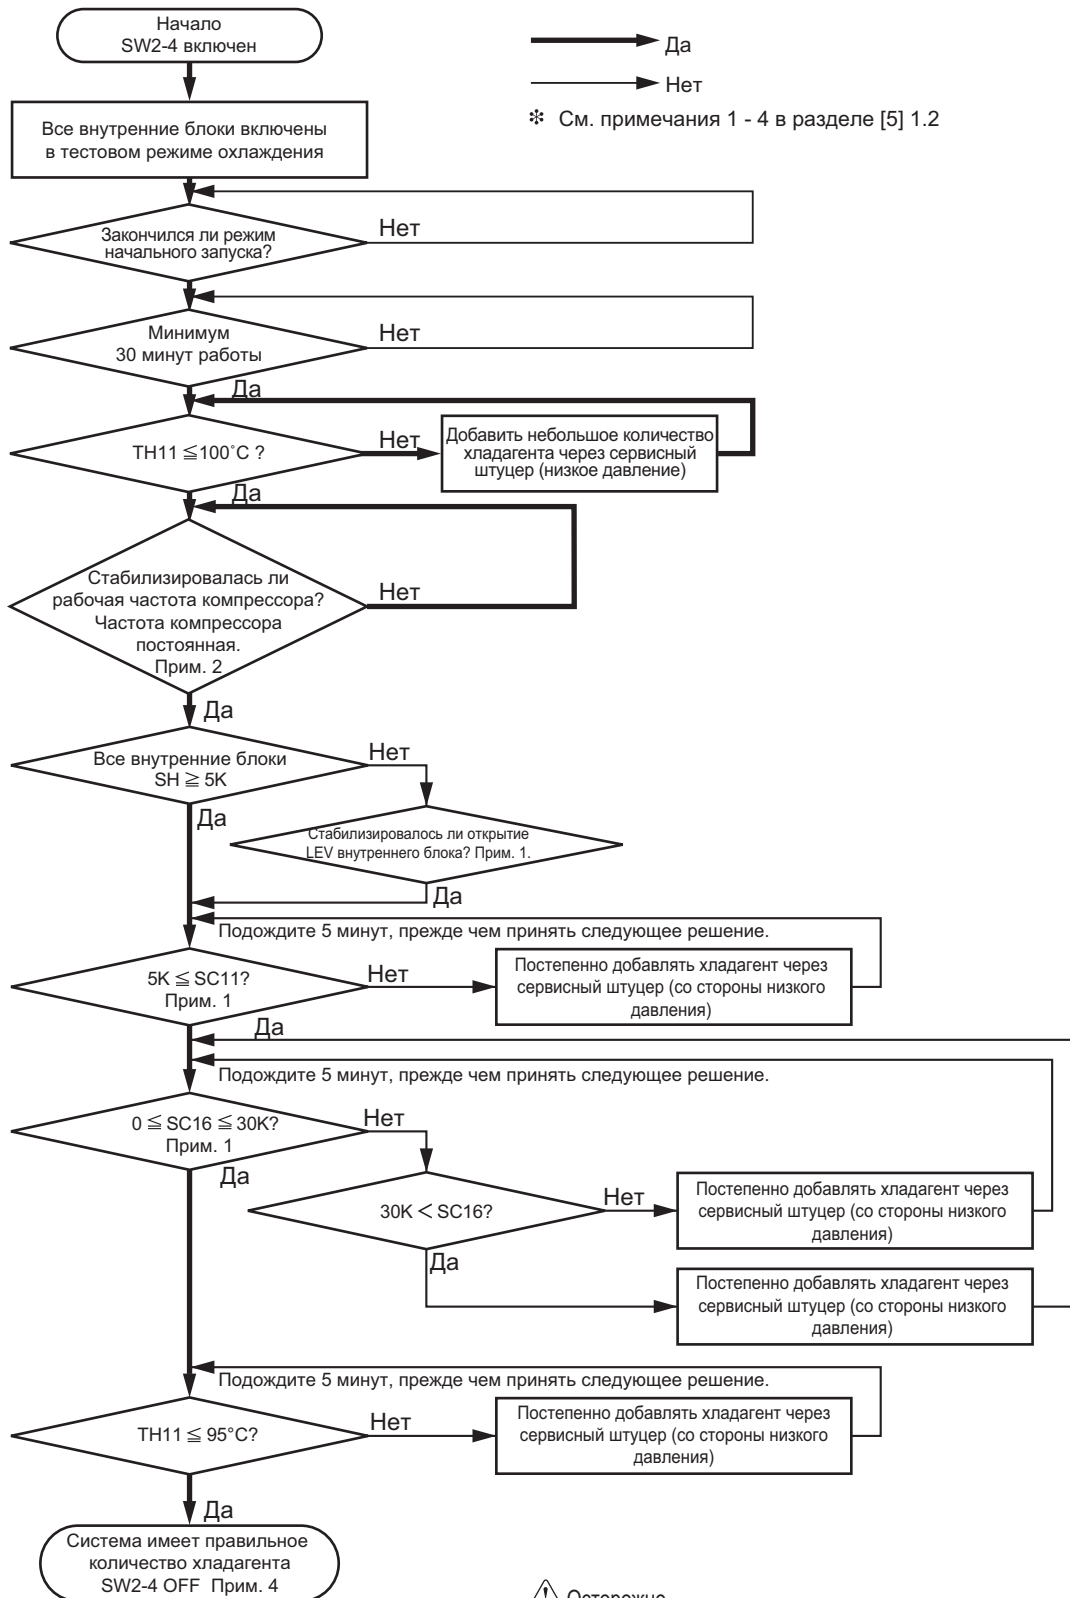 Начало
SW2-4 включен
Да
Нет
❇ См. примечания 1 - 4 в разделе [5] 1.2
Все внутренние блоки включены
в тестовом режиме охлаждения
Закончился ли режим
начального запуска?
Нет
Минимум
30 минут работы
Нет
Да
TH11 ≦100˚C ?
Нет
Добавить небольшое количество
хладагента через сервисный
штуцер (низкое давление)
Да
Стабилизировалась ли
рабочая частота компрессора?
Частота компрессора
постоянная.
Прим. 2
Нет
Да
Все внутренние блоки
SH ≧ 5K
Нет
Да
Стабилизировалось ли открытие
LEV внутреннего блока? Прим. 1.
Да
Подождите 5 минут, прежде чем принять следующее решение.
5K ≦ SC11?
Прим. 1
Нет
Постепенно добавлять хладагент через
сервисный штуцер (со стороны низкого
давления)
Да
Подождите 5 минут, прежде чем принять следующее решение.
0 ≦ SC16 ≦ 30K?
Прим. 1
Нет
Да
30K < SC16?
Нет
Постепенно добавлять хладагент через
сервисный штуцер (со стороны низкого
давления)
Да
Постепенно добавлять хладагент через
сервисный штуцер (со стороны низкого
давления)
Подождите 5 минут, прежде чем принять следующее решение.
TH11 ≦ 95°C?
Нет
Постепенно добавлять хладагент через
сервисный штуцер (со стороны низкого
давления)
Да
Система имеет правильное
количество хладагента
SW2-4 OFF Прим. 4
Осторожно